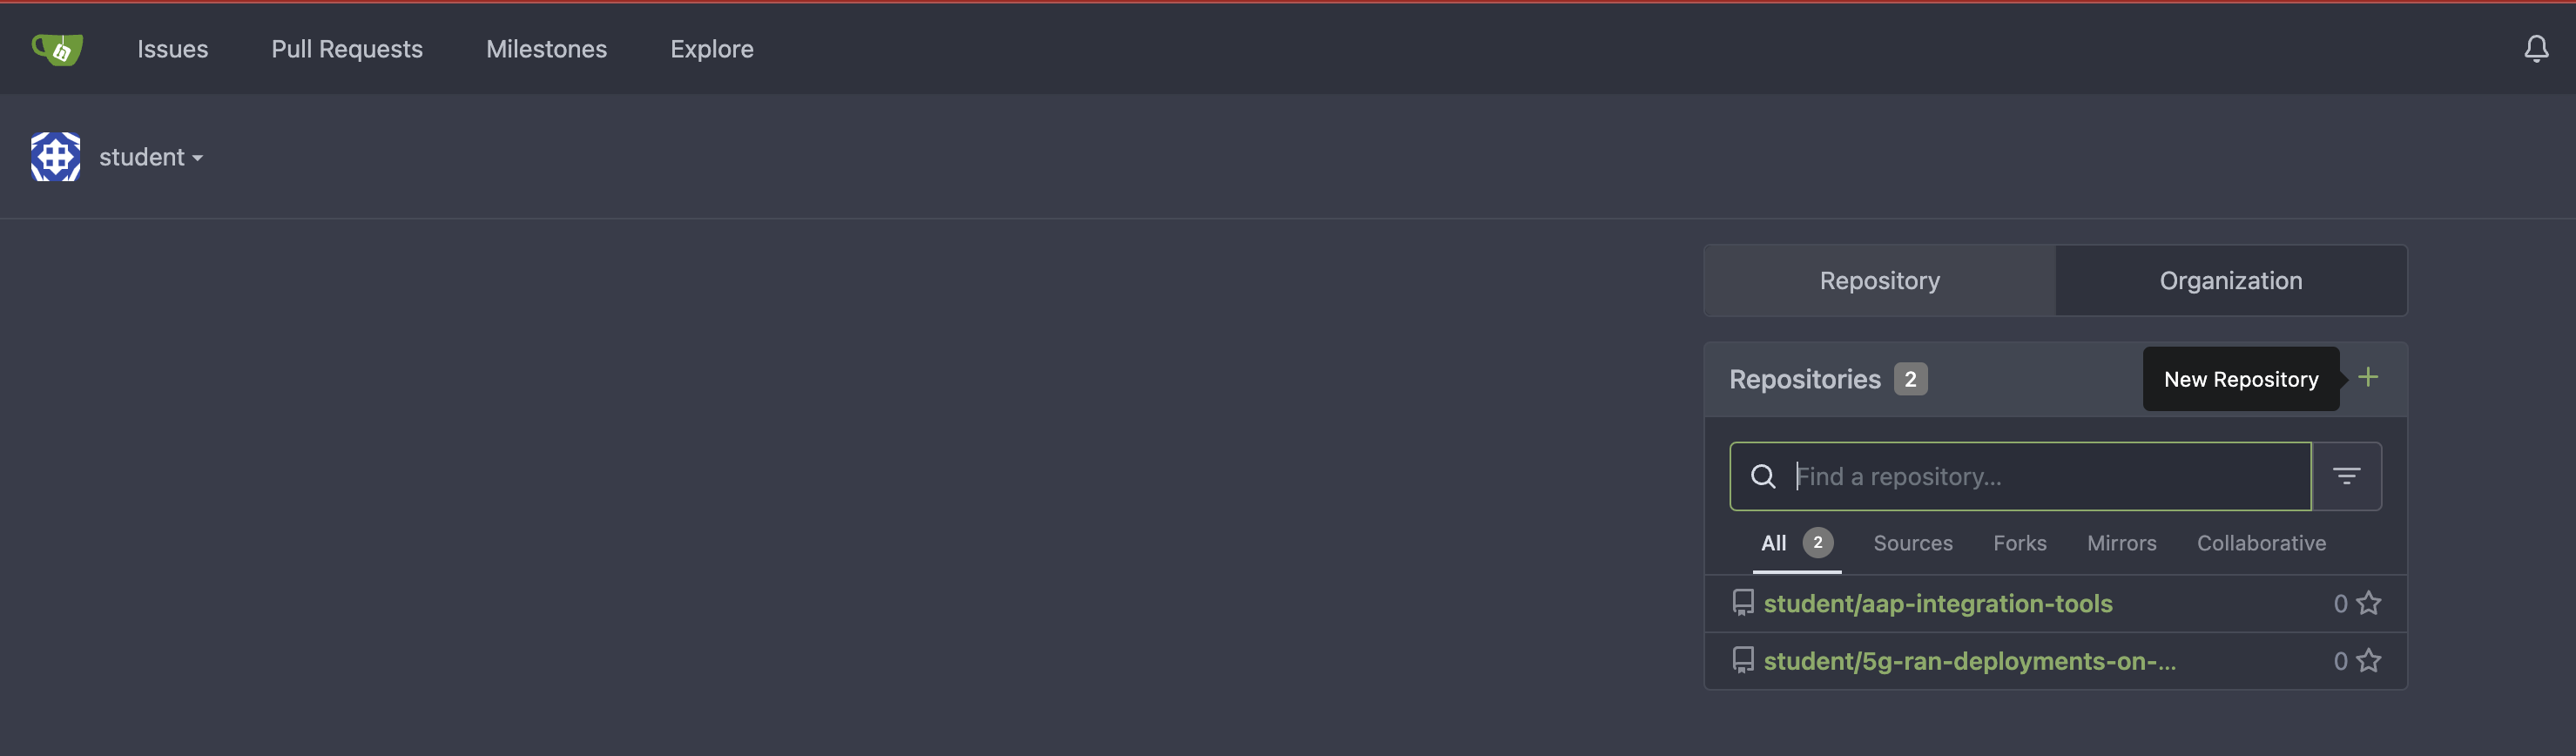 Issues Pull Requests Milestones Explore
student
Repository Organization
Repositories 2 New Repository
Find a repository...
All 2 Sources Forks Mirrors Collaborative
student/aap-integration-tools 0
student/5g-ran-deployments-on-... 0